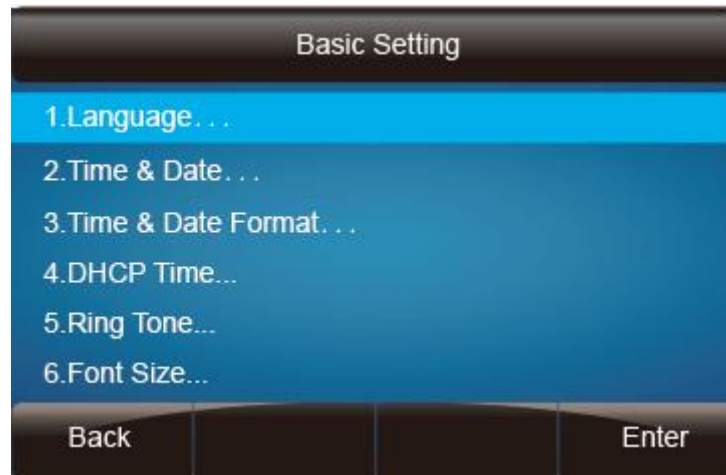 Basic Setting
1.Language. . .
2.Time & Date. . .
3.Time & Date Format. . .
4.DHCP Time...
5.Ring Tone...
6.Font Size...
Back Enter